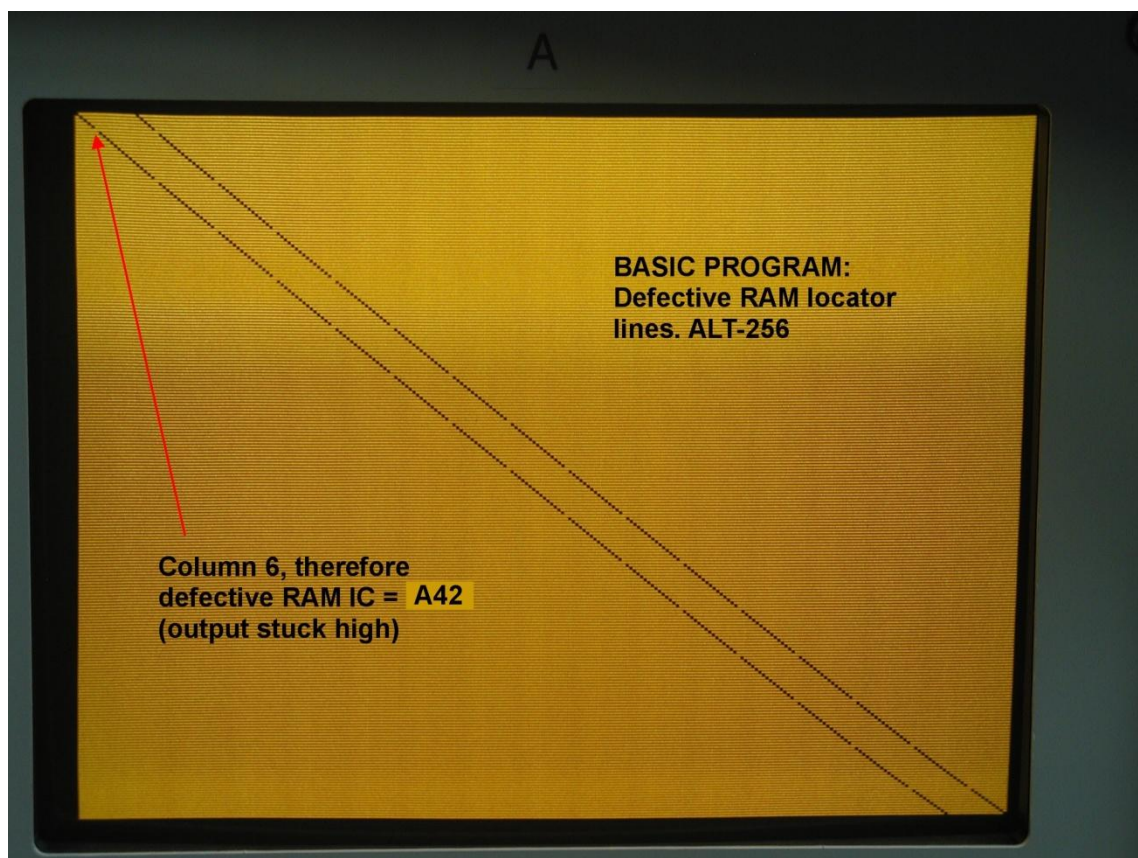 A
BASIC PROGRAM:
Defective RAM locator
lines. ALT-256
Column 6, therefore
defective RAM IC = A42
(output stuck high)